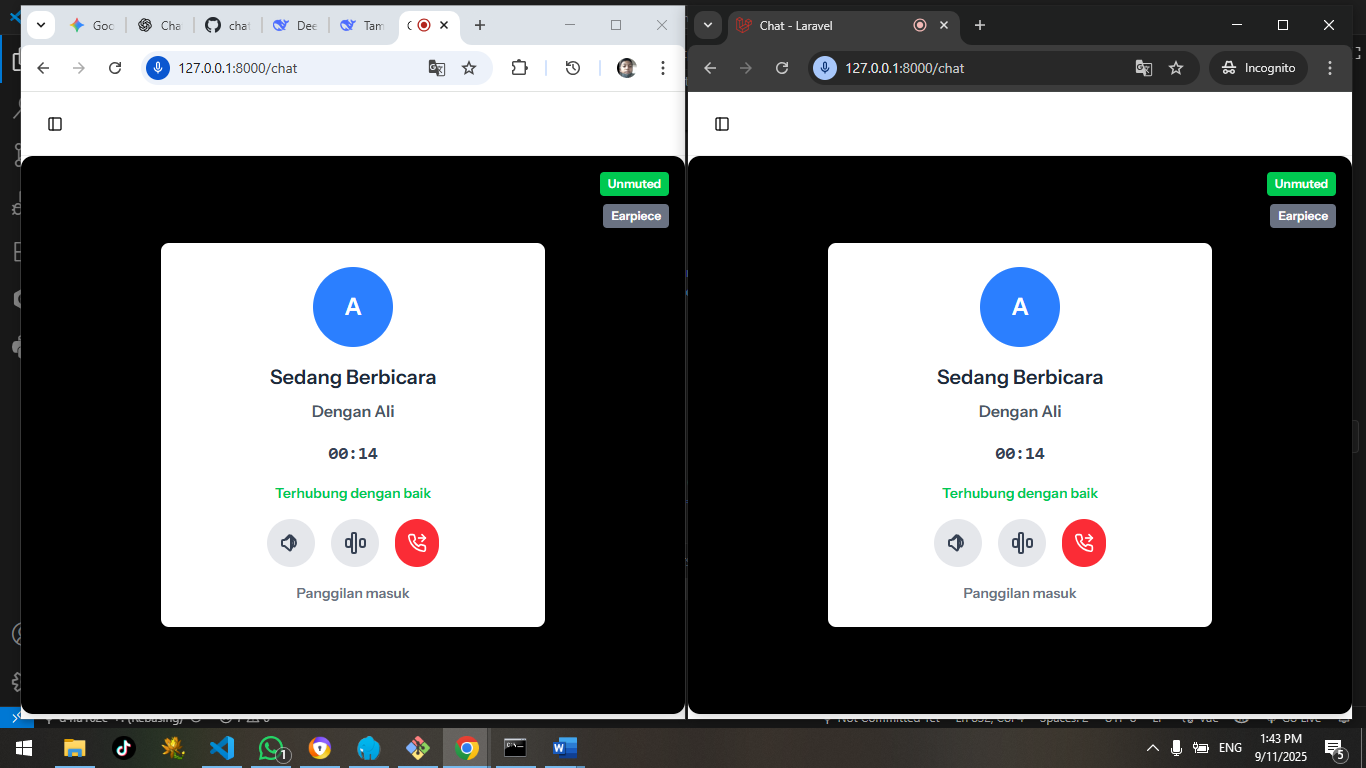 Goo
Cha
chat
Dee
Tam
127.0.0.1:8000/chat
Unmuted
Earpiece
A
Sedang Berbicara
Dengan Ali
00:14
Terhubung dengan baik
Panggilan masuk
Chat - Laravel
127.0.0.1:8000/chat
Incognito
Unmuted
Earpiece
A
Sedang Berbicara
Dengan Ali
00:14
Terhubung dengan baik
Panggilan masuk
1
W
ENG
1:43 PM
9/11/2025
5